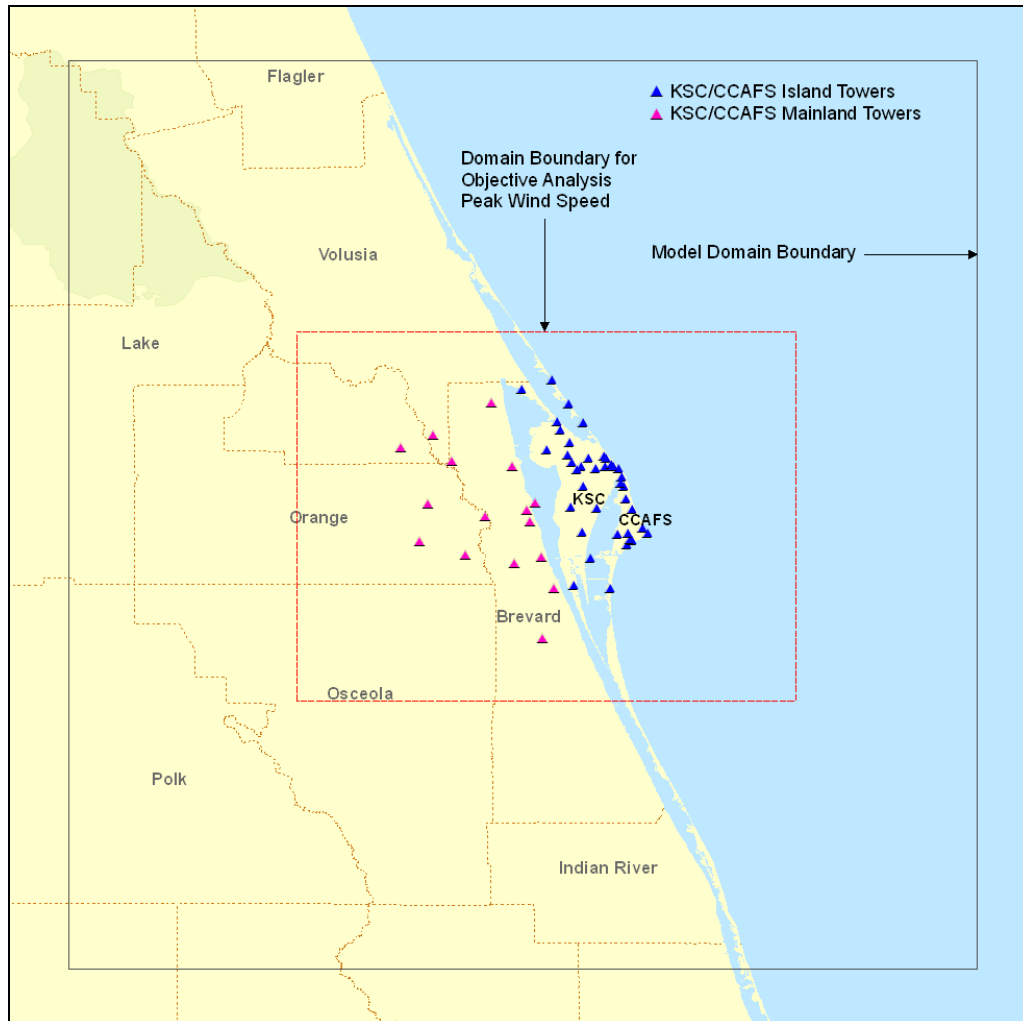 Flagler
KSC/CCAFS Island Towers
KSC/CCAFS Mainland Towers
Domain Boundary for
Objective Analysis
Peak Wind Speed
Volusia
Model Domain Boundary
Lake
KSC
Orange
CCAFS
Brevard
Osceola
Polk
Indian River